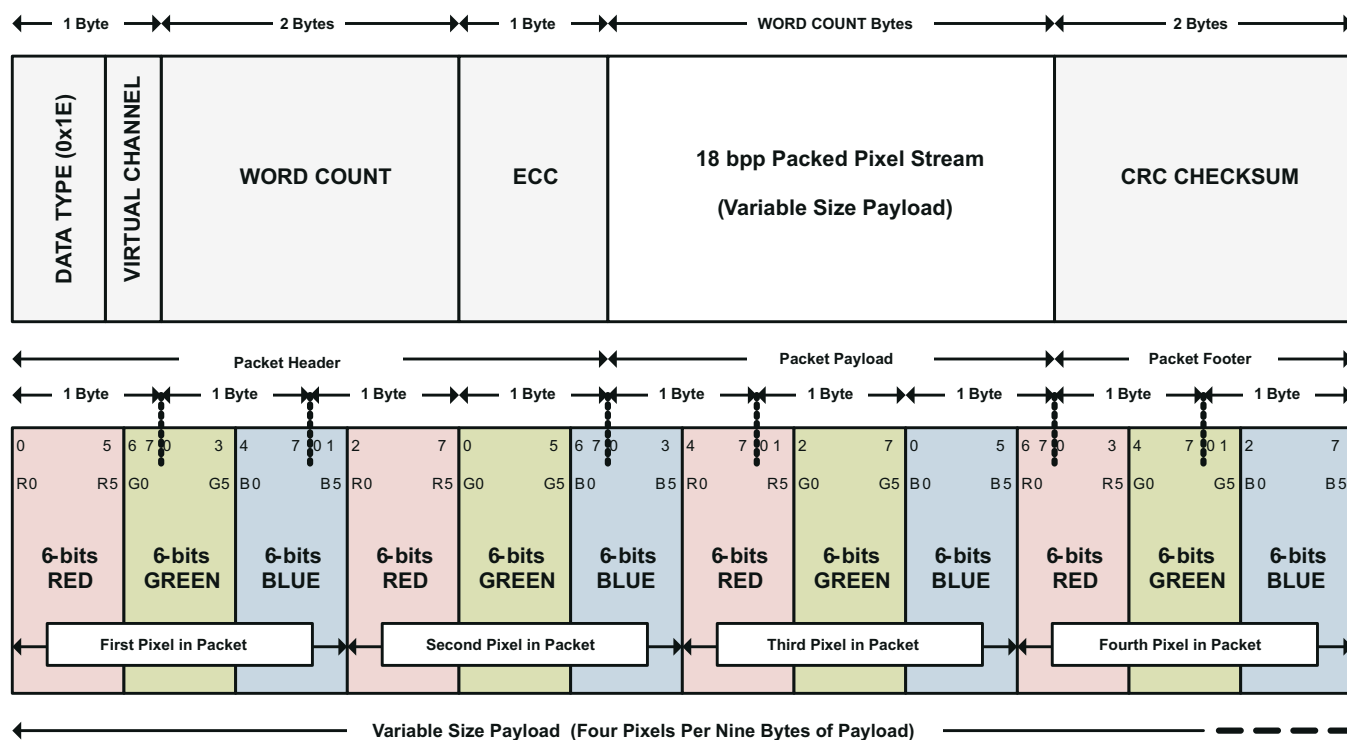 1 Byte 2 Bytes 1 Byte WORD COUNT Bytes 2 Bytes
DATA TYPE (0x1E)
VIRTUAL CHANNEL
WORD COUNT
ECC
18 bpp Packed Pixel Stream
(Variable Size Payload)
CRC CHECKSUM
Packet Header Packet Payload Packet Footer
1 Byte 1 Byte 1 Byte 1 Byte 1 Byte 1 Byte 1 Byte 1 Byte 1 Byte
0 5 6 7 0 3 4 7 0 1 2 7 0 5 6 7 0 3 4 7 0 1 2 7 0 5 6 7 0 3 4 7 0 1 2 7
R0 R5 G0 G5 B0 B5 R0 R5 G0 G5 B0 B5 R0 R5 G0 G5 B0 B5 R0 R5 G0 G5 B0 B5
6-bits 6-bits 6-bits 6-bits 6-bits 6-bits 6-bits 6-bits 6-bits 6-bits 6-bits 6-bits
RED GREEN BLUE RED GREEN BLUE RED GREEN BLUE RED GREEN BLUE
First Pixel in Packet Second Pixel in Packet Third Pixel in Packet Fourth Pixel in Packet
Variable Size Payload (Four Pixels Per Nine Bytes of Payload)